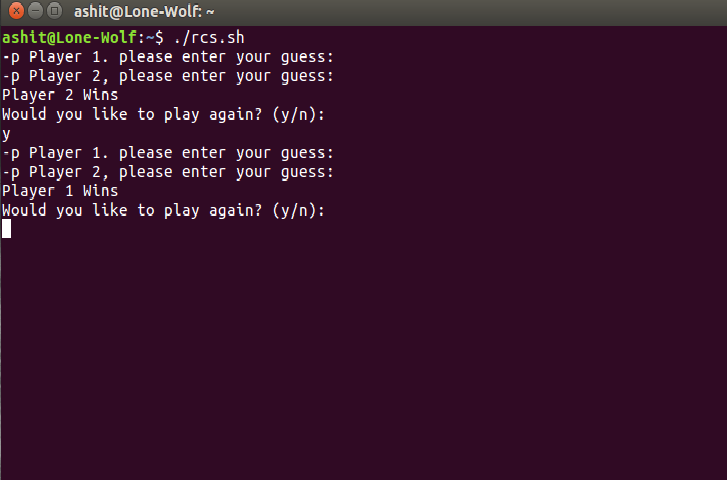 ashit@Lone-Wolf: ~
ashit@Lone-Wolf:~$ ./rcs.sh
-p Player 1. please enter your guess:
-p Player 2, please enter your guess:
Player 2 Wins
Would you like to play again? (y/n):
y
-p Player 1. please enter your guess:
-p Player 2, please enter your guess:
Player 1 Wins
Would you like to play again? (y/n):